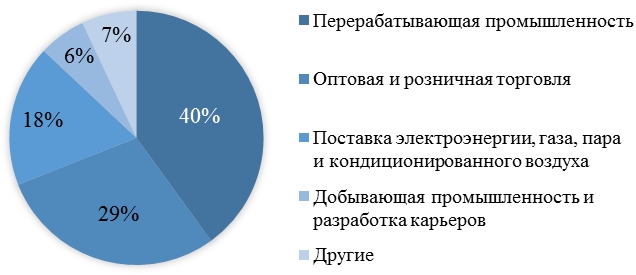 7%
6%
18%
40%
29%
Перерабатывающая промышленность
Оптовая и розничная торговля
Поставка электроэнергии, газа, пара
и кондиционированного воздуха
Добывающая промышленность и
разработка карьеров
Другие